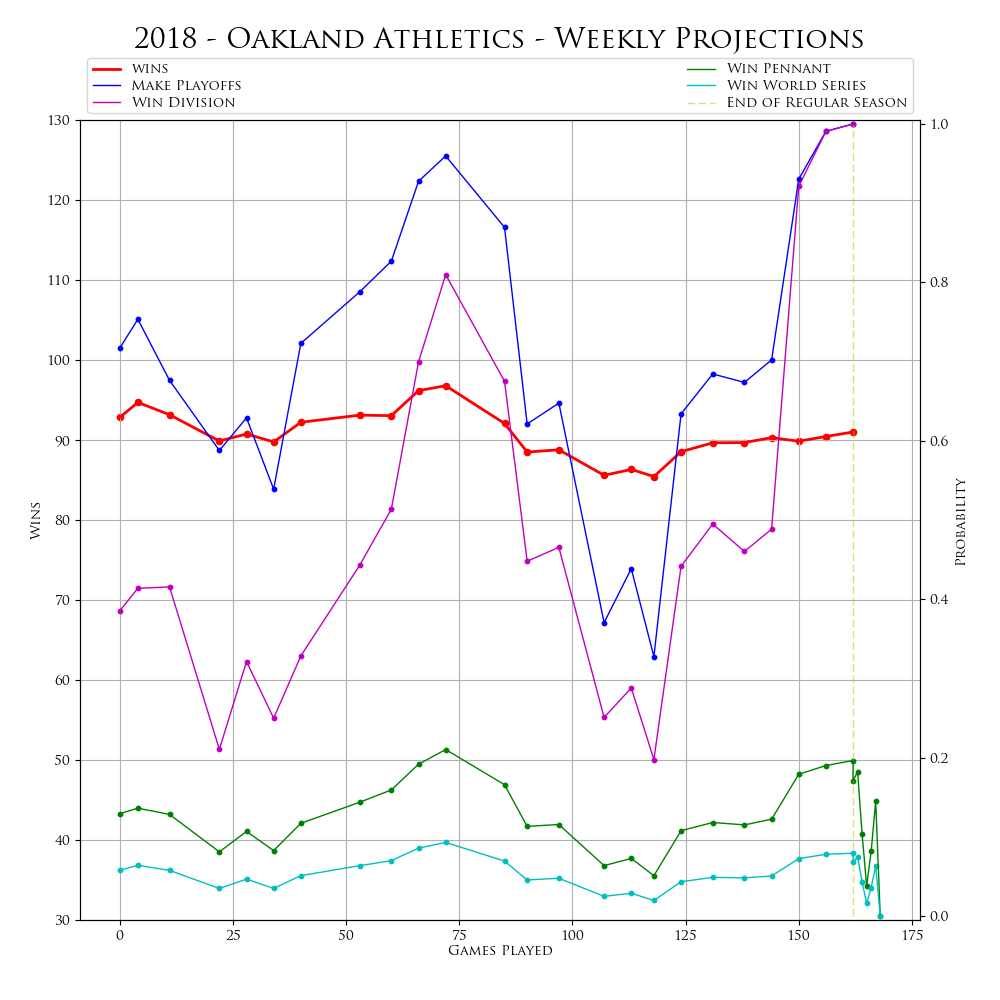 2018 - Oakland Athletics - Weekly Projections
wins
Make Playoffs
Win Division
Win Pennant
Win World Series
End of Regular Season
130
120
110
100
90
80
70
60
50
40
30
Wins
1.0
0.8
0.6
0.4
0.2
0.0
Probability
0 25 50 75 100 125 150 175
Games Played